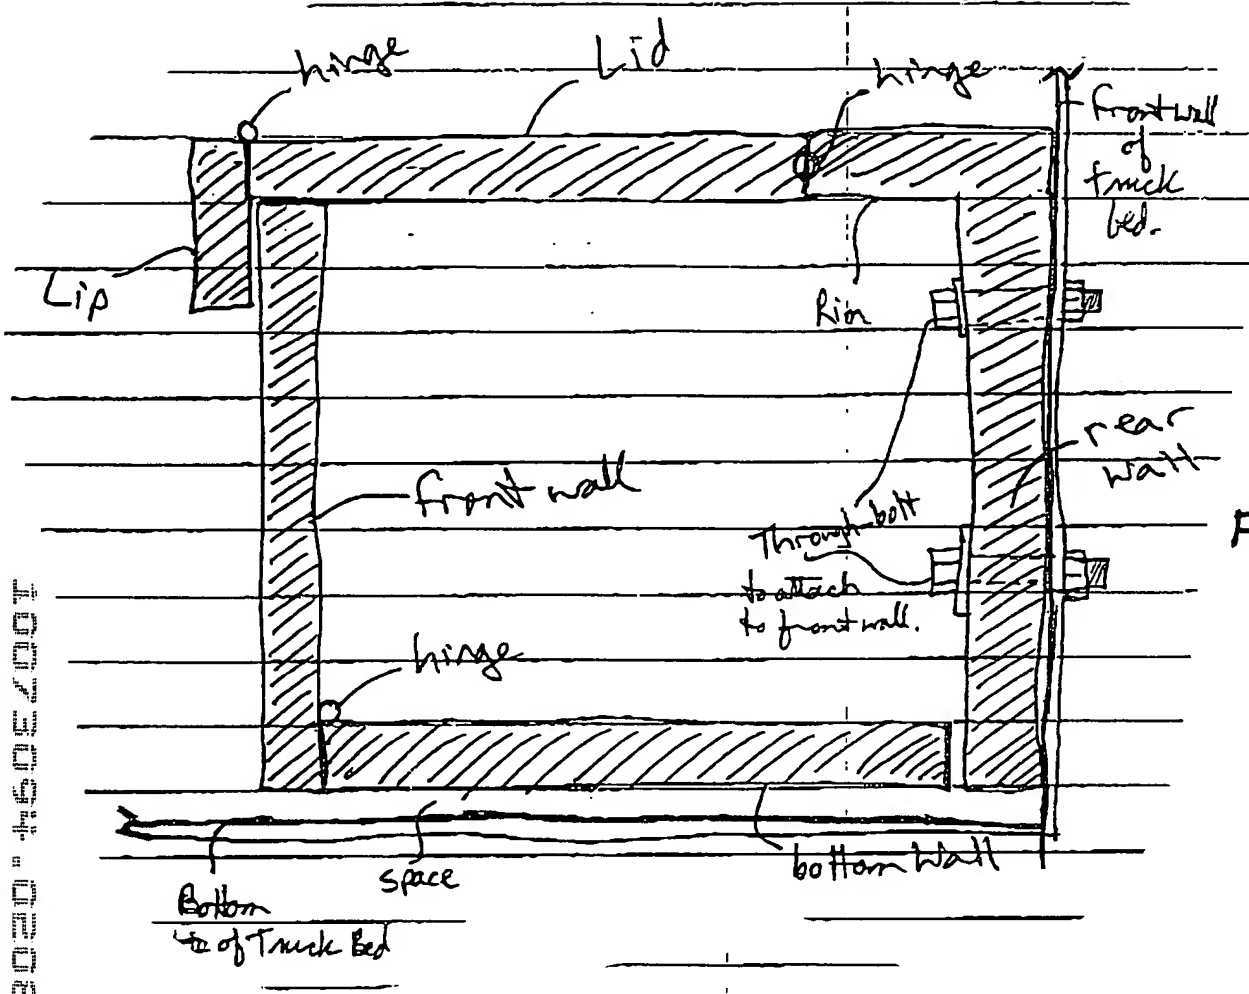 hinge
Lid
hinge
front wall
of
truck
bed.
Lip
Rim
rear
wall
front wall
Through-bolt
to attach
to front wall.
hinge
F
bottom wall
space
Bottom
of Truck Bed